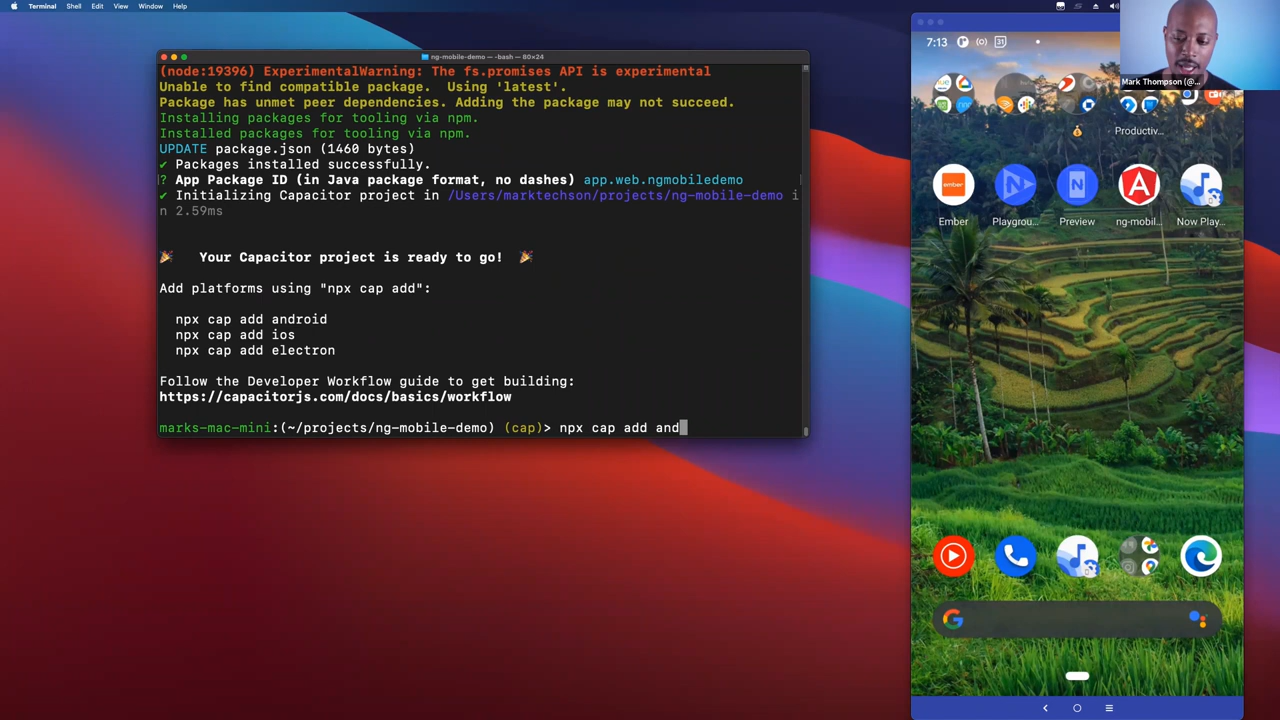 Terminal Shell Edit View Window Help
ng-mobile-demo — -bash — 80×24
(node:19396) ExperimentalWarning: The fs.promises API is experimental
Unable to find compatible package.  Using 'latest'.
Package has unmet peer dependencies. Adding the package may not succeed.
Installing packages for tooling via npm.
Installed packages for tooling via npm.
UPDATE package.json (1460 bytes)
✔ Packages installed successfully.
? App Package ID (in Java package format, no dashes) app.web.ngmobiledemo
✔ Initializing Capacitor project in /Users/marktechson/projects/ng-mobile-demo i
n 2.59ms
🎉   Your Capacitor project is ready to go!  🎉
Add platforms using "npx cap add":
npx cap add android
npx cap add ios
npx cap add electron
Follow the Developer Workflow guide to get building:
https://capacitorjs.com/docs/basics/workflow
marks-mac-mini:(~/projects/ng-mobile-demo) (cap)> npx cap add and
7:13
31
Mark Thompson (@...
Productiv...
Ember Playgrou... Preview ng-mobil... Now Play...